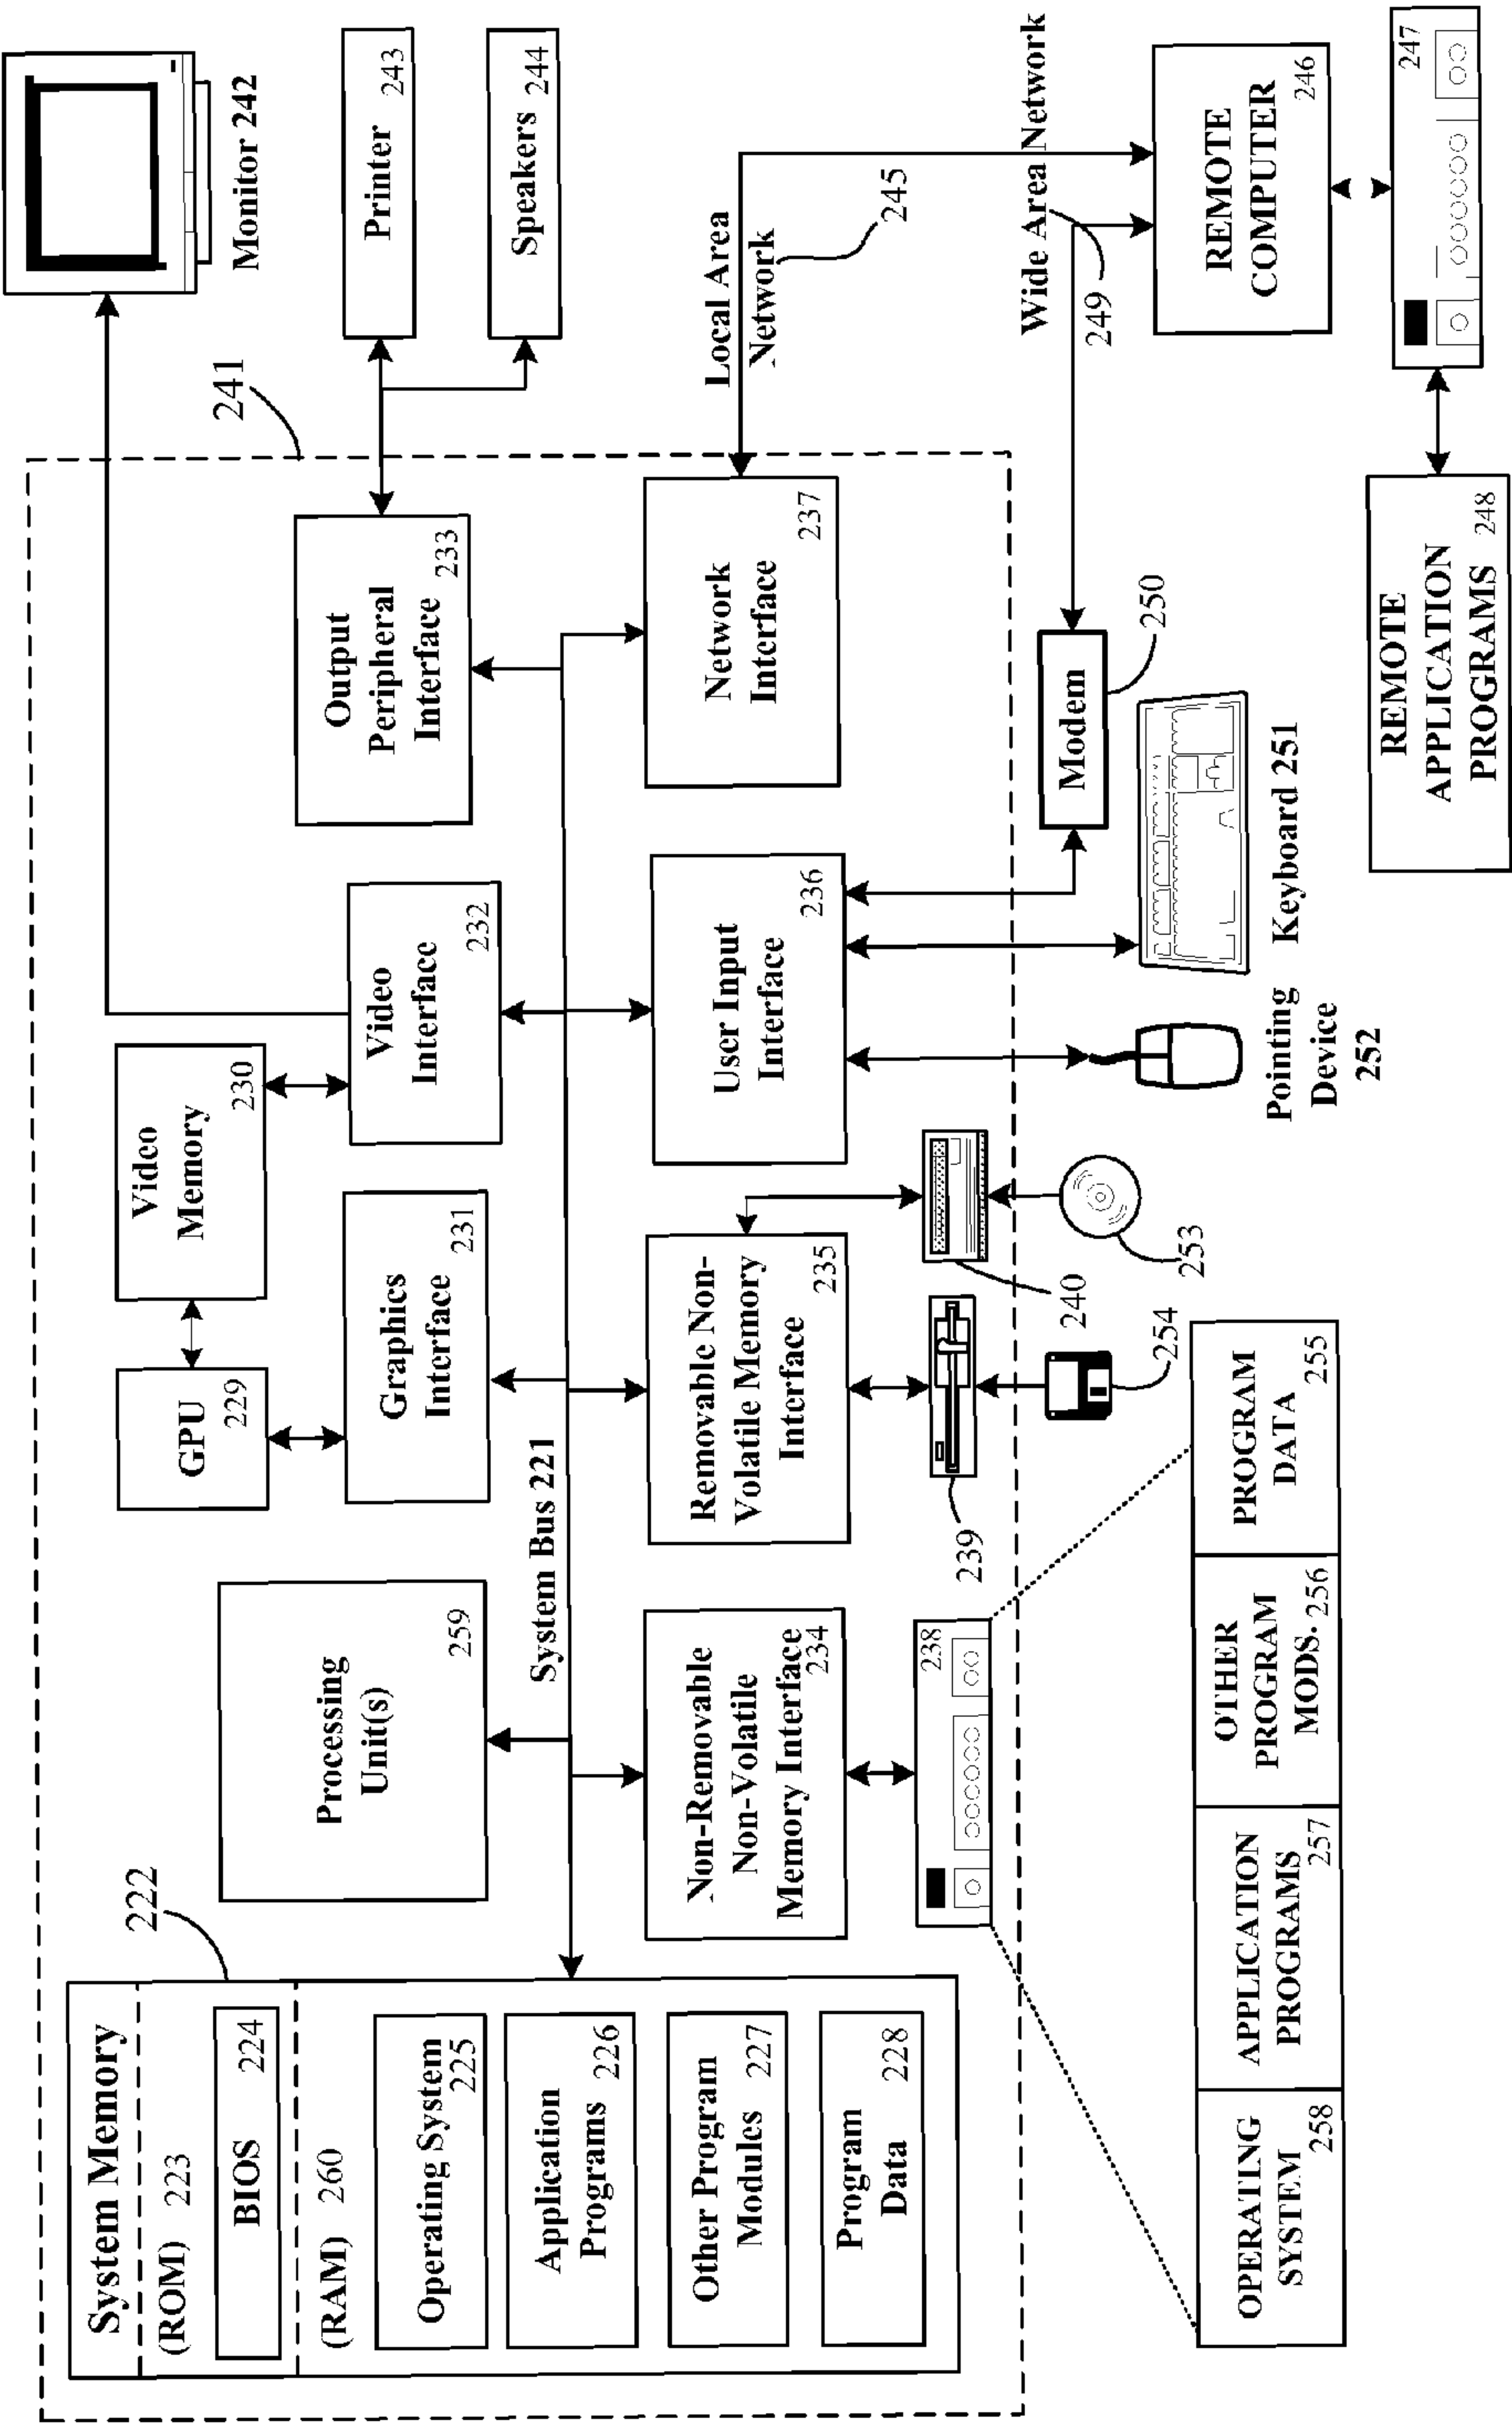 222
System Memory
(ROM) 223
BIOS 224
(RAM) 260
Operating System
225
Application
Programs 226
Other Program
Modules 227
Program
Data 228
Processing
Unit(s)
259
System Bus 221
GPU
229
Video
Memory
230
Graphics
Interface
231
Video
Interface
232
Output
Peripheral
Interface
233
241
Monitor 242
Printer
243
Speakers
244
Non-Removable
Non-Volatile
Memory Interface
234
Removable Non-
Volatile Memory
Interface
235
User Input
Interface
236
Network
Interface
237
Local Area
Network
245
238
239
240
254
253
Pointing
Device
252
Keyboard 251
Modem
250
Wide Area Network
249
REMOTE
COMPUTER
246
247
REMOTE
APPLICATION
PROGRAMS 248
OPERATING
SYSTEM
258
APPLICATION
PROGRAMS
257
OTHER
PROGRAM
MODS. 256
PROGRAM
DATA
255